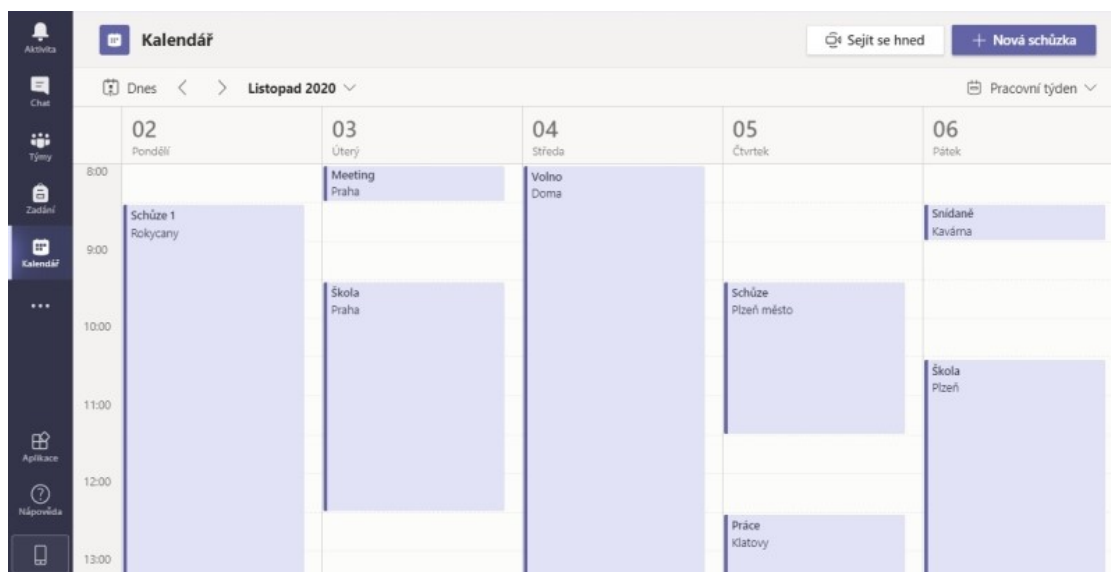 Aktivita
Chat
Týmy
Zadání
Kalendář
Aplikace
Nápověda
Kalendář
Sejít se hned
+ Nová schůzka
Dnes
Listopad 2020
Pracovní týden
02
Pondělí
03
Úterý
04
Středa
05
Čtvrtek
06
Pátek
8:00
9:00
10:00
11:00
12:00
13:00
Schůze 1
Rokycany
Meeting
Praha
Škola
Praha
Volno
Doma
Schůze
Plzeň město
Práce
Klatovy
Snídaně
Kavárna
Škola
Plzeň